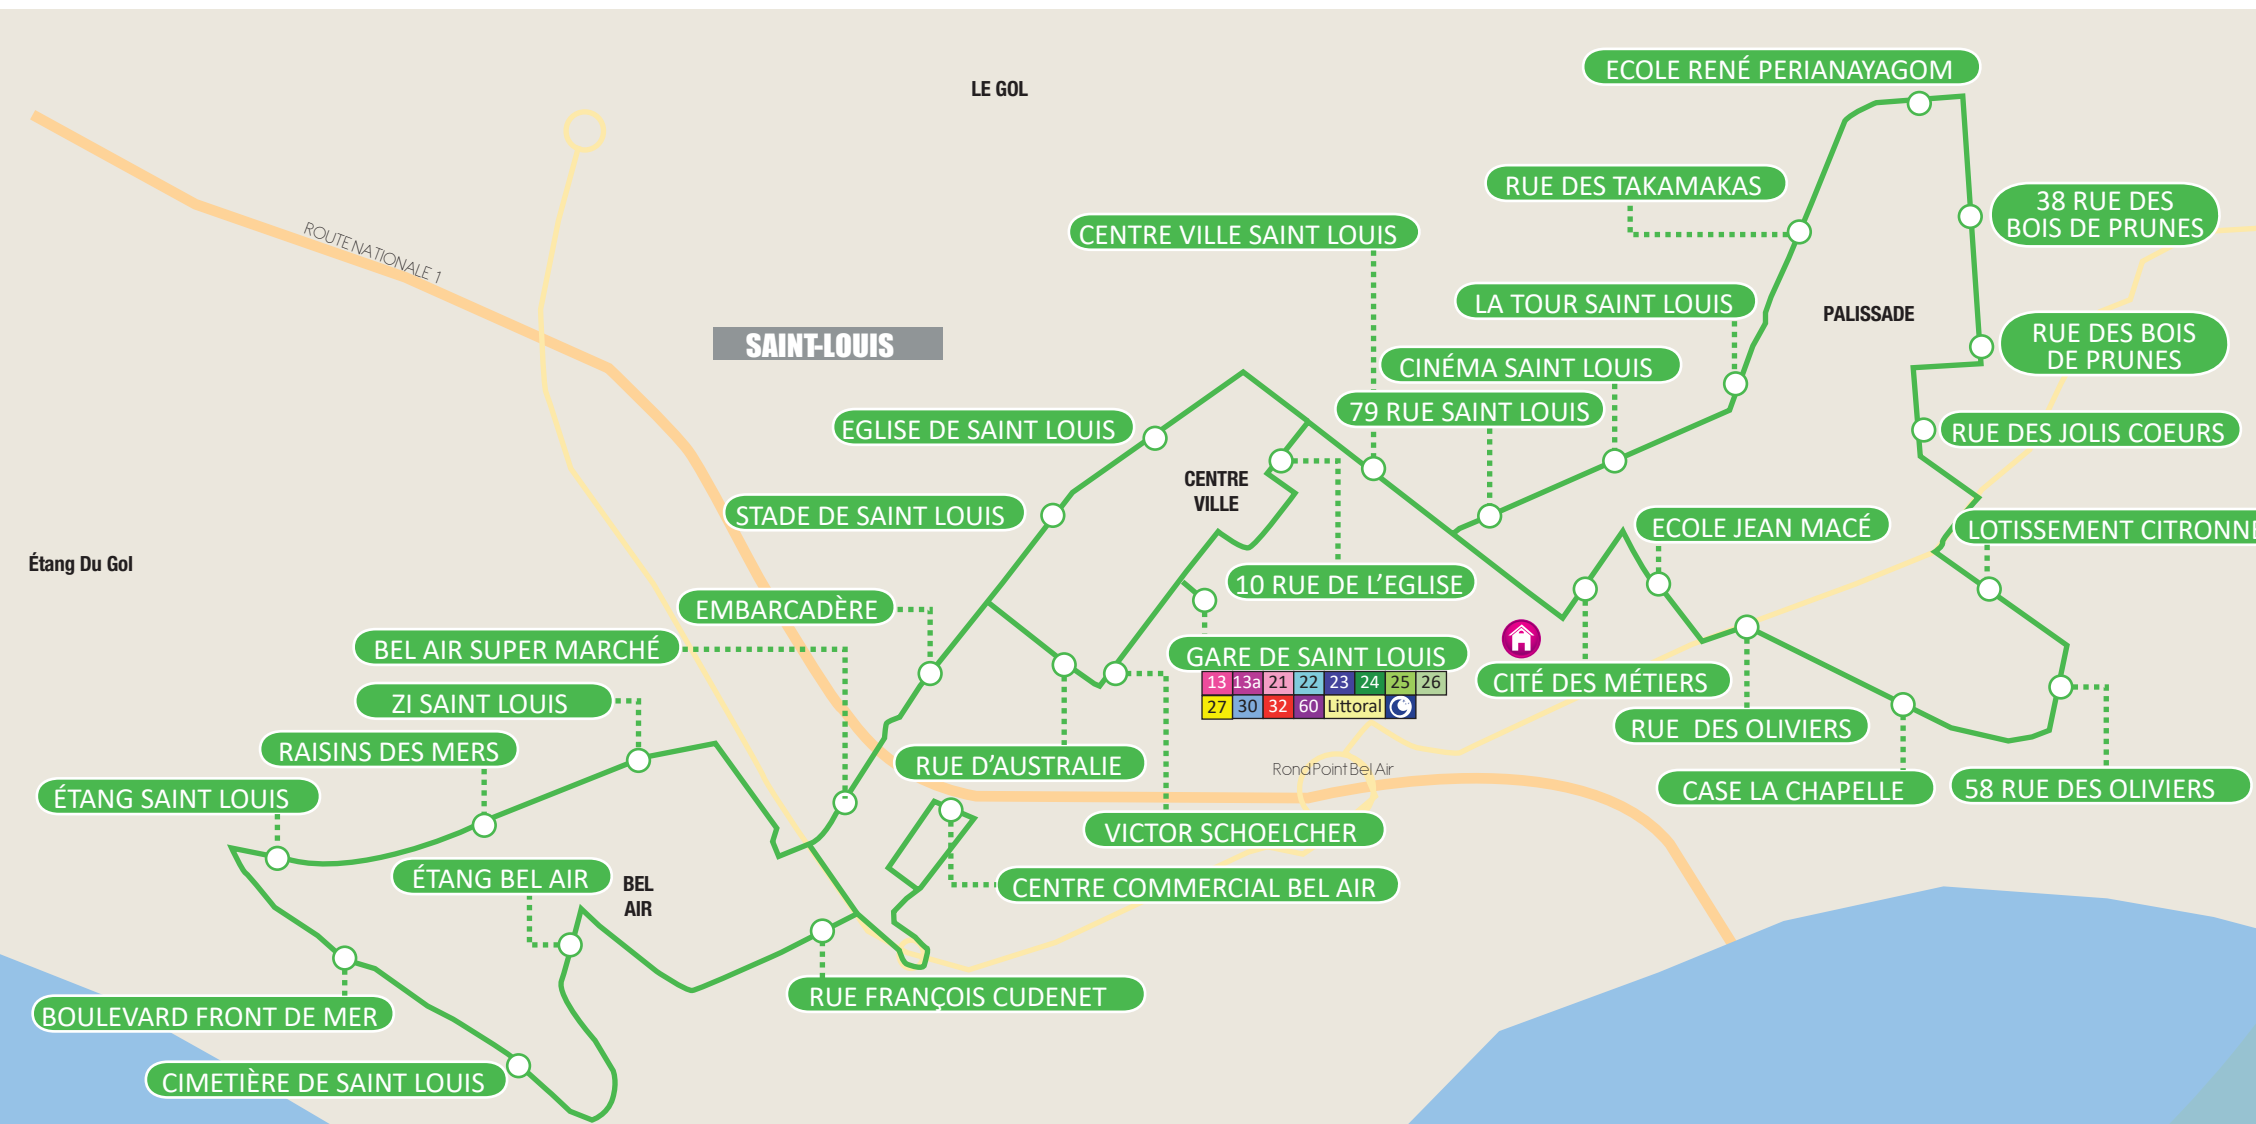 ECOLE RENÉ PERIANAYAGOM
LE GOL
RUE DES TAKAMAKAS
38 RUE DES
BOIS DE PRUNES
CENTRE VILLE SAINT LOUIS
ROUTE NATIONALE 1
LA TOUR SAINT LOUIS
PALISSADE
SAINT-LOUIS
RUE DES BOIS
DE PRUNES
CINÉMA SAINT LOUIS
79 RUE SAINT LOUIS
EGLISE DE SAINT LOUIS
RUE DES JOLIS COEURS
CENTRE
VILLE
STADE DE SAINT LOUIS
ECOLE JEAN MACÉ
LOTISSEMENT CITRONNE
Étang Du Gol
10 RUE DE L'EGLISE
EMBARCADÈRE
BEL AIR SUPER MARCHÉ
GARE DE SAINT LOUIS
13 13a 21 22 23 24 25 26
27 30 32 60 Littoral
CITÉ DES MÉTIERS
ZI SAINT LOUIS
RUE DES OLIVIERS
RAISINS DES MERS
RUE D'AUSTRALIE
Rond Point Bel Air
CASE LA CHAPELLE
58 RUE DES OLIVIERS
ÉTANG SAINT LOUIS
VICTOR SCHOELCHER
ÉTANG BEL AIR
BEL
AIR
CENTRE COMMERCIAL BEL AIR
RUE FRANÇOIS CUDENET
BOULEVARD FRONT DE MER
CIMETIÈRE DE SAINT LOUIS